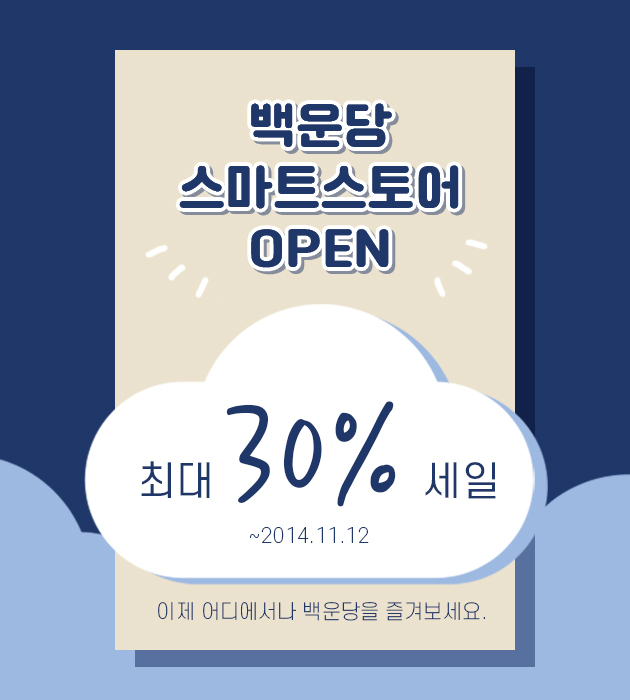 백운당
스마트스토어
OPEN
최대 30% 세일
~2014.11.12
이제 어디에서나 백운당을 즐겨보세요.